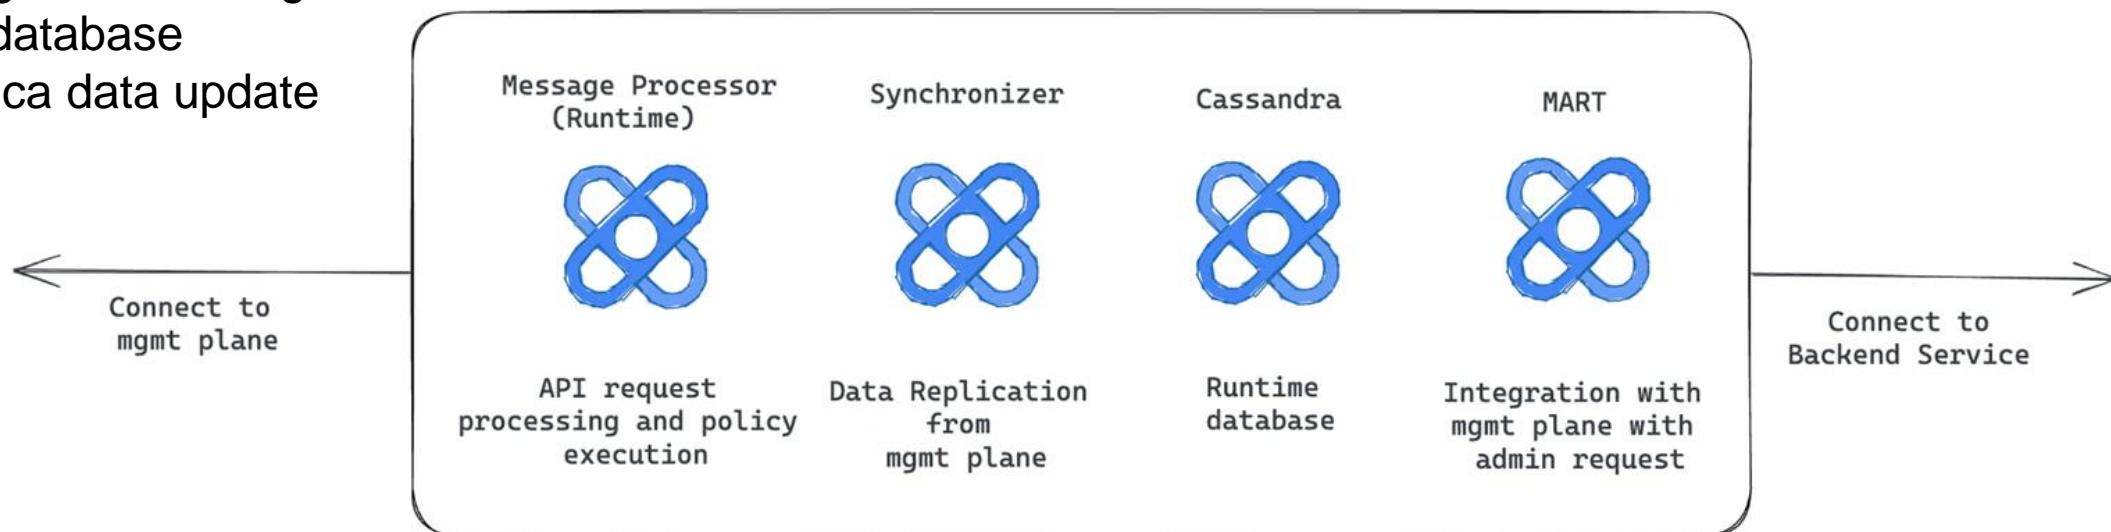 database
ca data update
Message Processor
(Runtime)
Synchronizer
Cassandra
MART
Connect to
mgmt plane
Connect to
Backend Service
API request
processing and policy
execution
Data Replication
from
mgmt plane
Runtime
database
Integration with
mgmt plane with
admin request